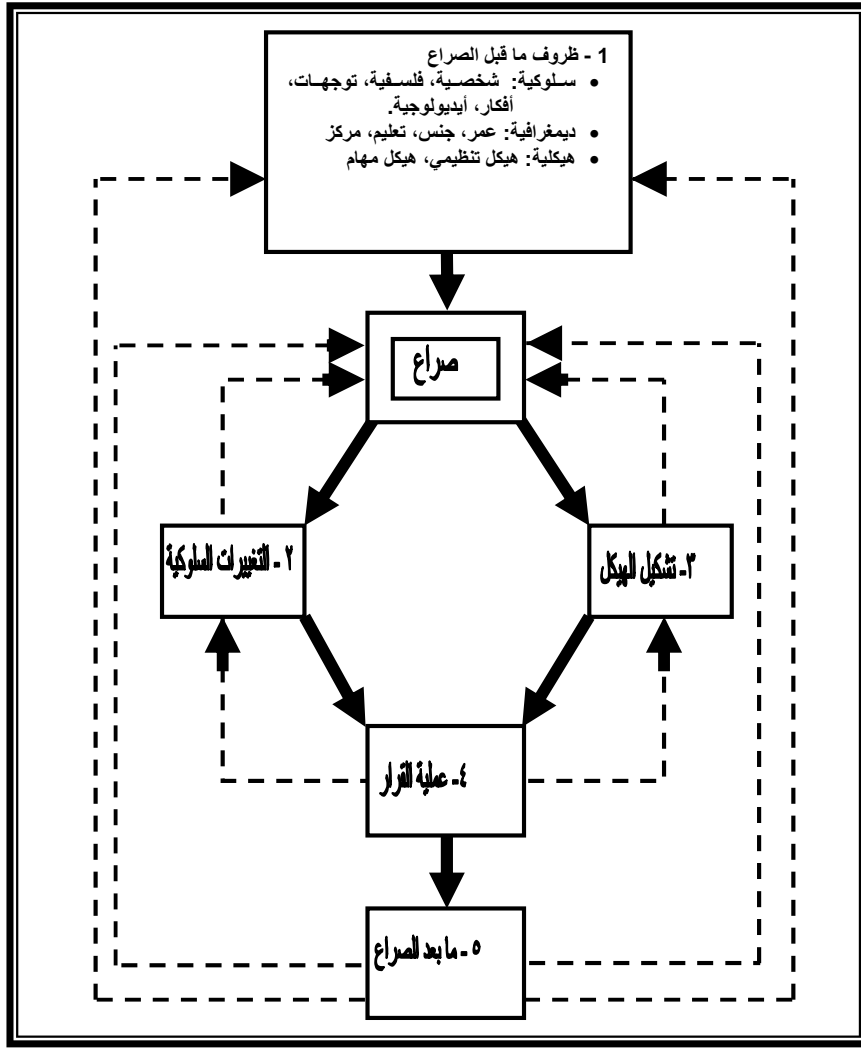 1 - ظروف ما قبل الصراع
• سلوكية: شخصية، فلسفية، توجهات،
أفكار، أيديولوجية.
• ديمغرافية: عمر، جنس، تعليم، مركز
• هيكلية: هيكل تنظيمي، هيكل مهام
صراع
٢ - التغييرات السلوكية
٣- تشكيل الهيكل
٤- عملية القرار
٥ - ما بعد الصراع